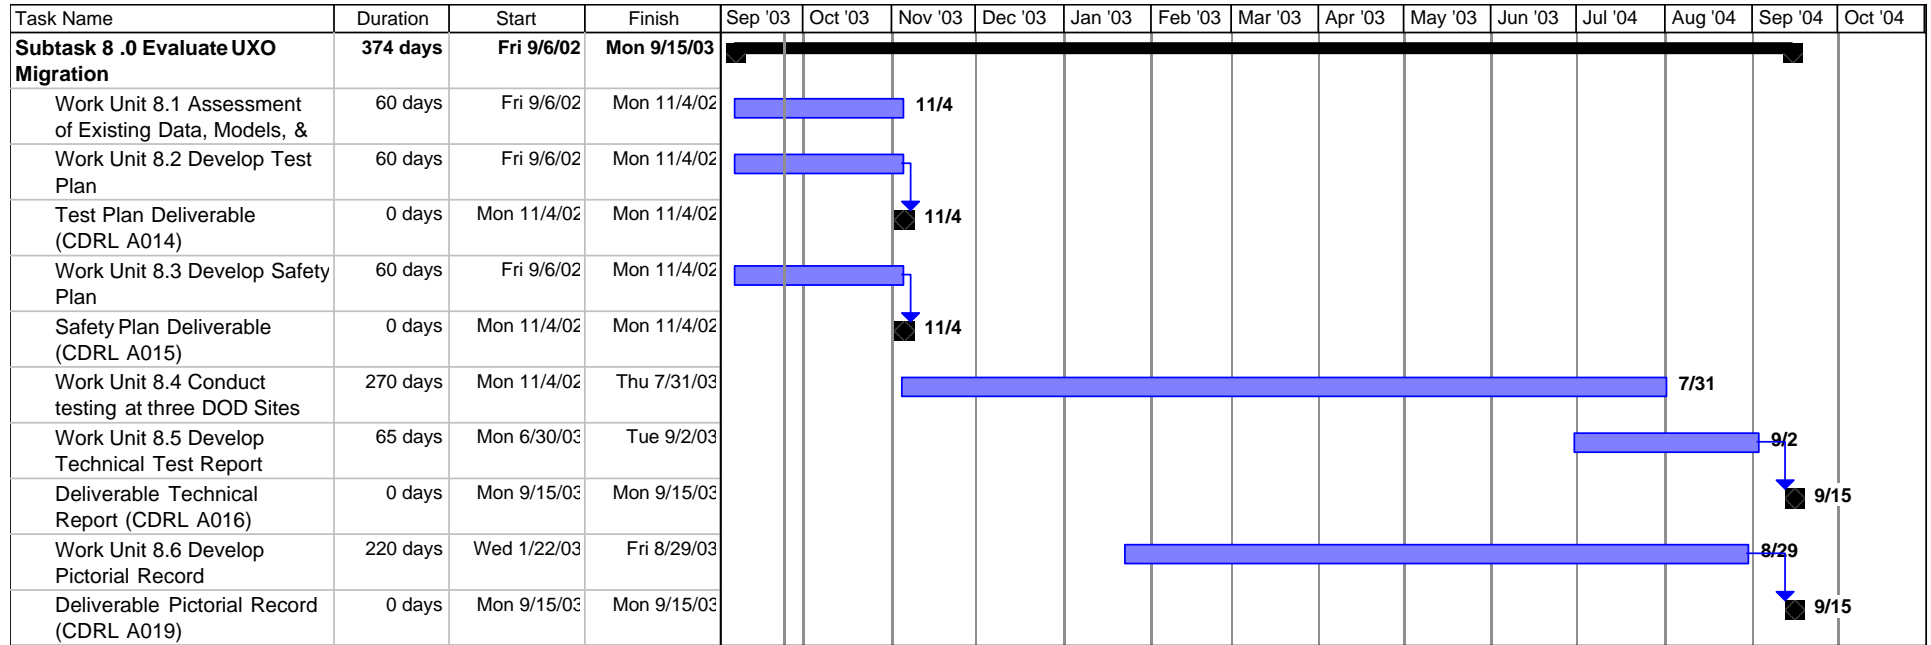 Task Name Duration Start Finish Sep '03 Oct '03 Nov '03 Dec '03 Jan '03 Feb '03 Mar '03 Apr '03 May '03 Jun '03 Jul '04 Aug '04 Sep '04 Oct '04
Subtask 8 .0 Evaluate UXO 374 days Fri 9/6/02 Mon 9/15/03
Migration
Work Unit 8.1 Assessment 60 days Fri 9/6/02 Mon 11/4/02 11/4
of Existing Data, Models, &
Work Unit 8.2 Develop Test 60 days Fri 9/6/02 Mon 11/4/02
Plan
Test Plan Deliverable 0 days Mon 11/4/02 Mon 11/4/02 11/4
(CDRL A014)
Work Unit 8.3 Develop Safety 60 days Fri 9/6/02 Mon 11/4/02
Plan
Safety Plan Deliverable 0 days Mon 11/4/02 Mon 11/4/02 11/4
(CDRL A015)
Work Unit 8.4 Conduct 270 days Mon 11/4/02 Thu 7/31/03 7/31
testing at three DOD Sites
Work Unit 8.5 Develop 65 days Mon 6/30/03 Tue 9/2/03 9/2
Technical Test Report
Deliverable Technical 0 days Mon 9/15/03 Mon 9/15/03 9/15
Report (CDRL A016)
Work Unit 8.6 Develop 220 days Wed 1/22/03 Fri 8/29/03 8/29
Pictorial Record
Deliverable Pictorial Record 0 days Mon 9/15/03 Mon 9/15/03 9/15
(CDRL A019)